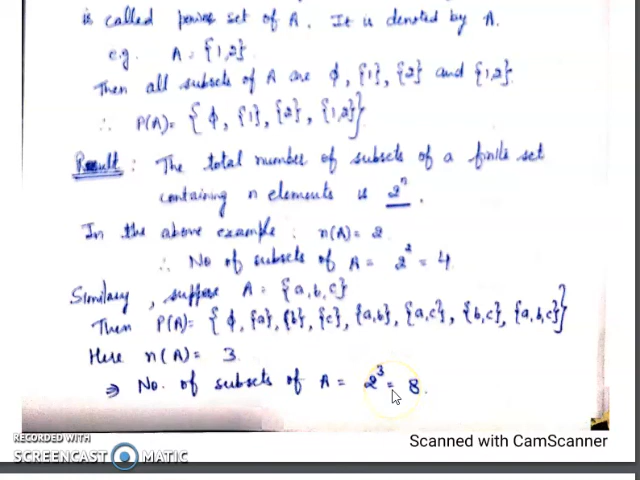 is called power set of A. It is denoted by A.
e.g. A = {1,2}
Then all subsets of A are ϕ, {1}, {2} and {1,2}
∴ P(A) = {ϕ, {1}, {2}, {1,2}}
Result : The total number of subsets of a finite set
containing n elements is 2ⁿ.
In the above example : n(A) = 2
∴ No of subsets of A = 2² = 4
Similarly, suppose A = {a,b,c}
Then P(A) = {ϕ, {a}, {b}, {c}, {a,b}, {a,c}, {b,c}, {a,b,c}}
Here n(A) = 3
⇒ No. of subsets of A = 2³ = 8.
Scanned with CamScanner
RECORDED WITH
SCREENCAST MATIC